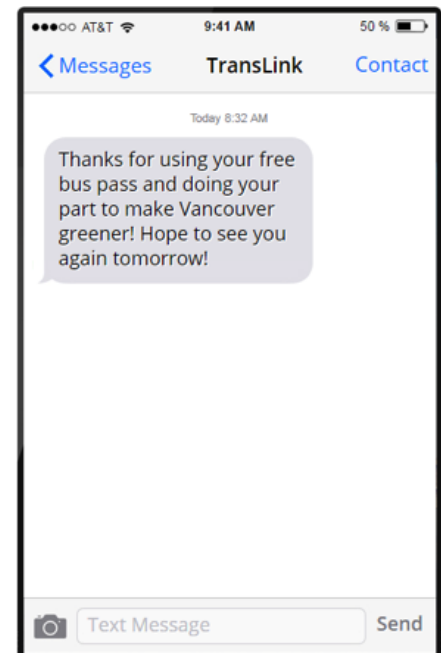 AT&T 9:41 AM 50 %
Messages TransLink Contact
Today 8:32 AM
Thanks for using your free
bus pass and doing your
part to make Vancouver
greener! Hope to see you
again tomorrow!
Text Message Send